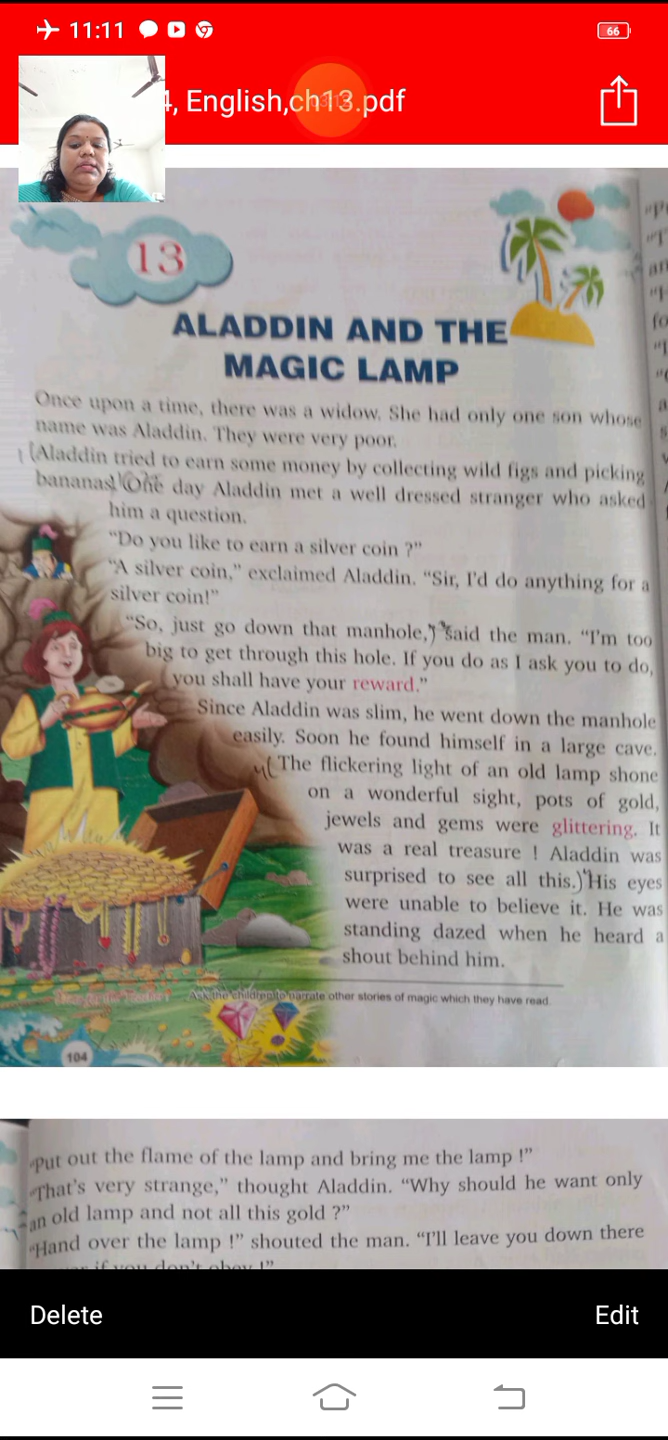 11:11
66
4, English,ch13.pdf
13
ALADDIN AND THE
MAGIC LAMP
Once upon a time, there was a widow. She had only one son whose
name was Aladdin. They were very poor.
Aladdin tried to earn some money by collecting wild figs and picking
bananas. One day Aladdin met a well dressed stranger who asked
him a question.
"Do you like to earn a silver coin ?"
"A silver coin," exclaimed Aladdin. "Sir, I'd do anything for a
silver coin!"
"So, just go down that manhole," said the man. "I'm too
big to get through this hole. If you do as I ask you to do,
you shall have your reward."
Since Aladdin was slim, he went down the manhole
easily. Soon he found himself in a large cave.
The flickering light of an old lamp shone
on a wonderful sight, pots of gold,
jewels and gems were glittering. It
was a real treasure ! Aladdin was
surprised to see all this. His eyes
were unable to believe it. He was
standing dazed when he heard a
shout behind him.
Ask the children to narrate other stories of magic which they have read.
104
"Put out the flame of the lamp and bring me the lamp !"
"That's very strange," thought Aladdin. "Why should he want only
an old lamp and not all this gold ?"
"Hand over the lamp !" shouted the man. "I'll leave you down there
if you don't obey !"
Delete
Edit